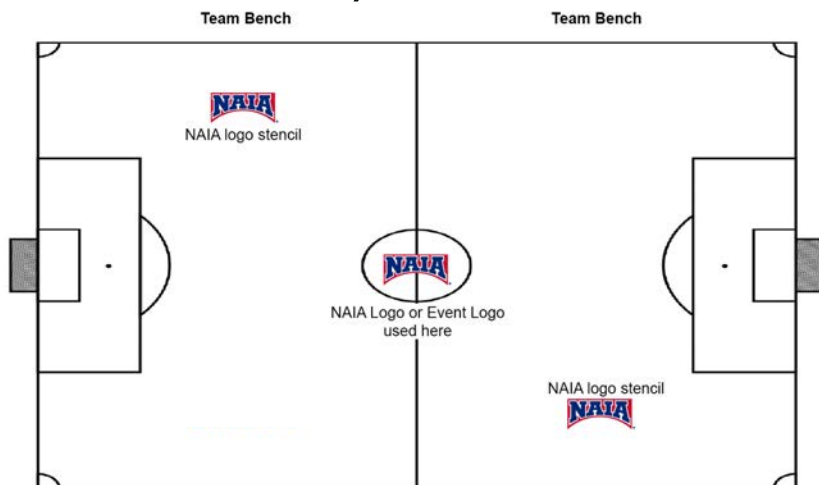 Team Bench
Team Bench
NAIA
NAIA logo stencil
NAIA
NAIA Logo or Event Logo
used here
NAIA logo stencil
NAIA